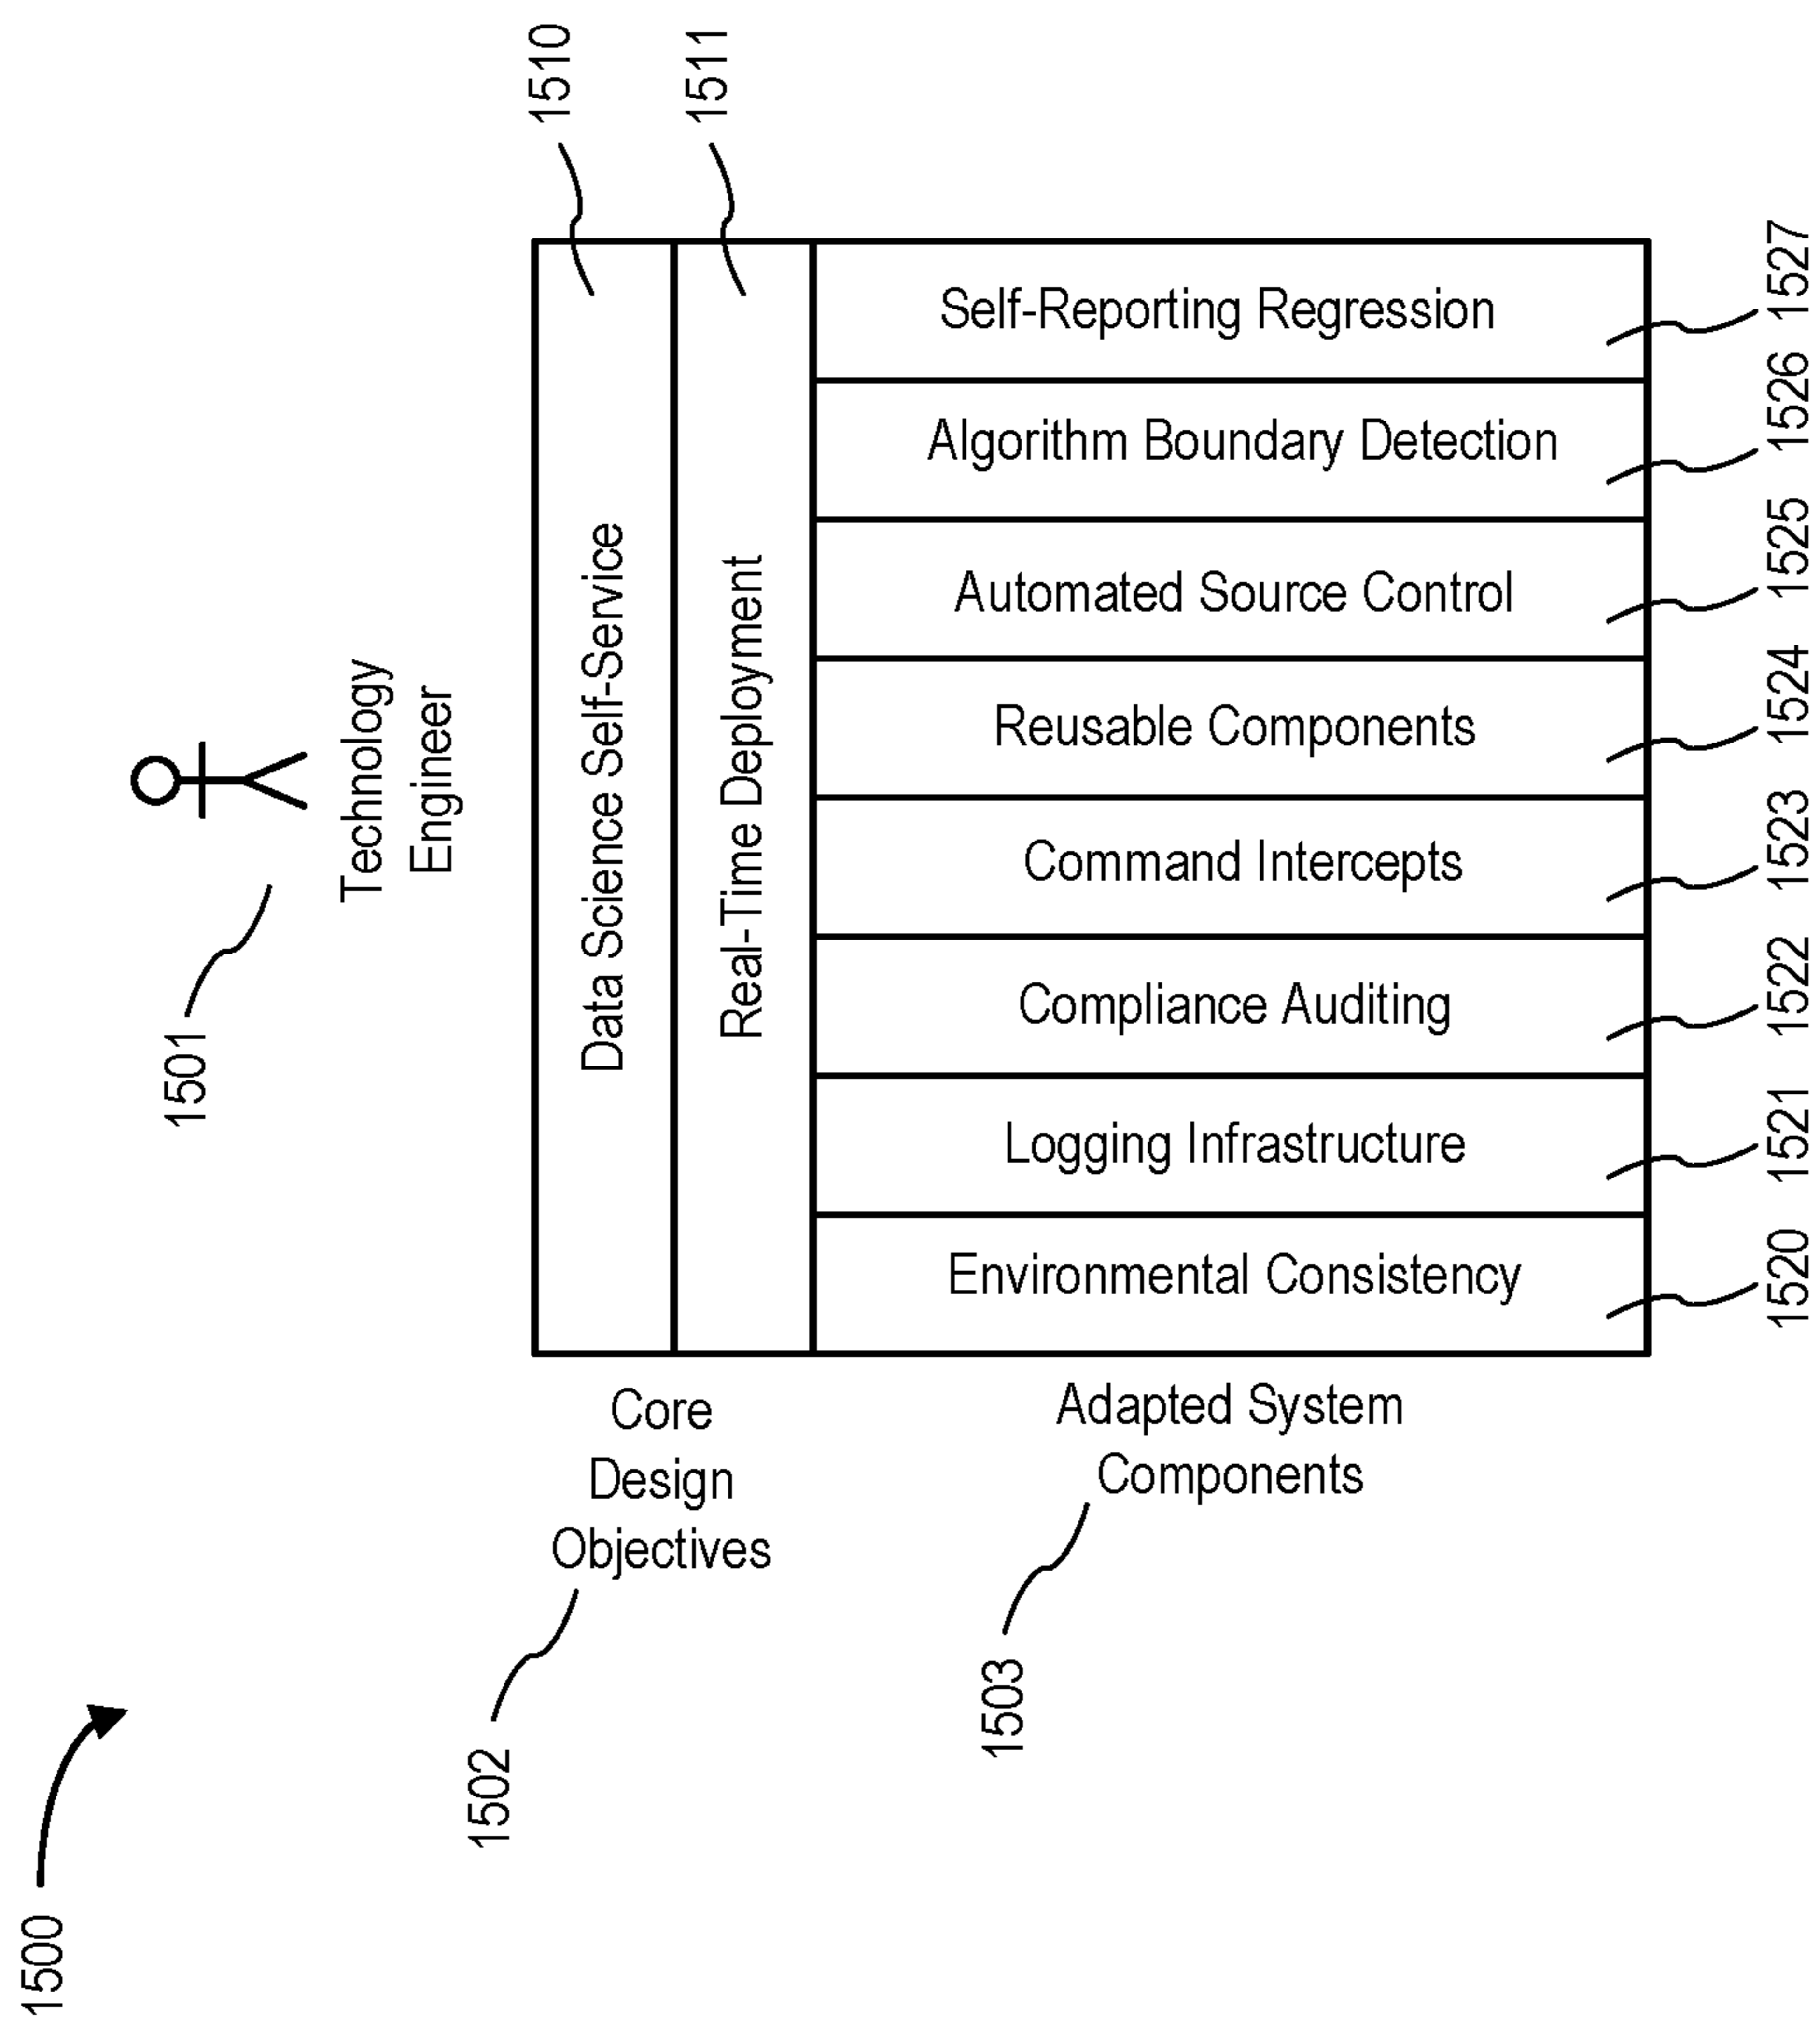 1510
1511
1501
Technology
Engineer
Data Science Self-Service
Real-Time Deployment
Self-Reporting Regression
1527
Algorithm Boundary Detection
1526
Automated Source Control
1525
Reusable Components
1524
Command Intercepts
1523
Compliance Auditing
1522
Logging Infrastructure
1521
Environmental Consistency
1520
Core
Design
Objectives
1502
Adapted System
Components
1503
1500